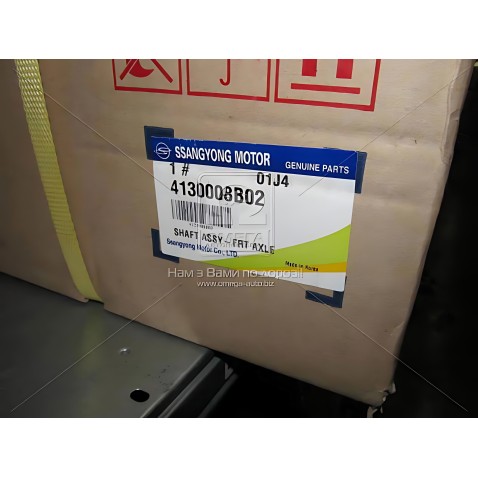 SSANGYONG MOTOR GENUINE PARTS
1 # 01J4
4130008B02
SHAFT ASSY-FRT AXLE
Ssangyong Motor Co., LTD. Made in Korea
Нам з Вами по дорозі!
www.omega-auto.biz